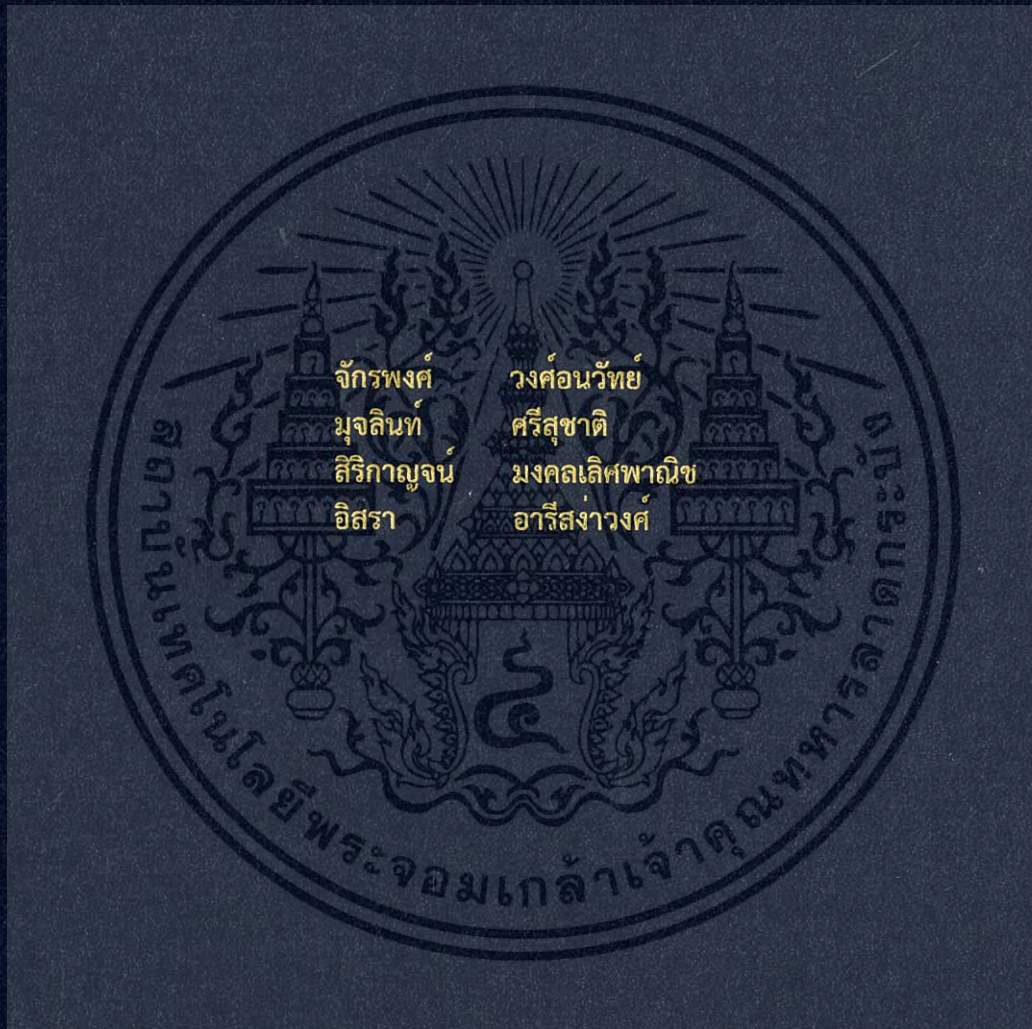 จักรพงศ์ วงศ์อนวัทย์
มุจลินท์ ศรีสุชาติ
สิริกาญจน์ มงคลเลิศพาณิช
อิสรา อารีสง่าวงศ์
๔
สถาบันเทคโนโลยีพระจอมเกล้าเจ้าคุณทหารลาดกระบัง